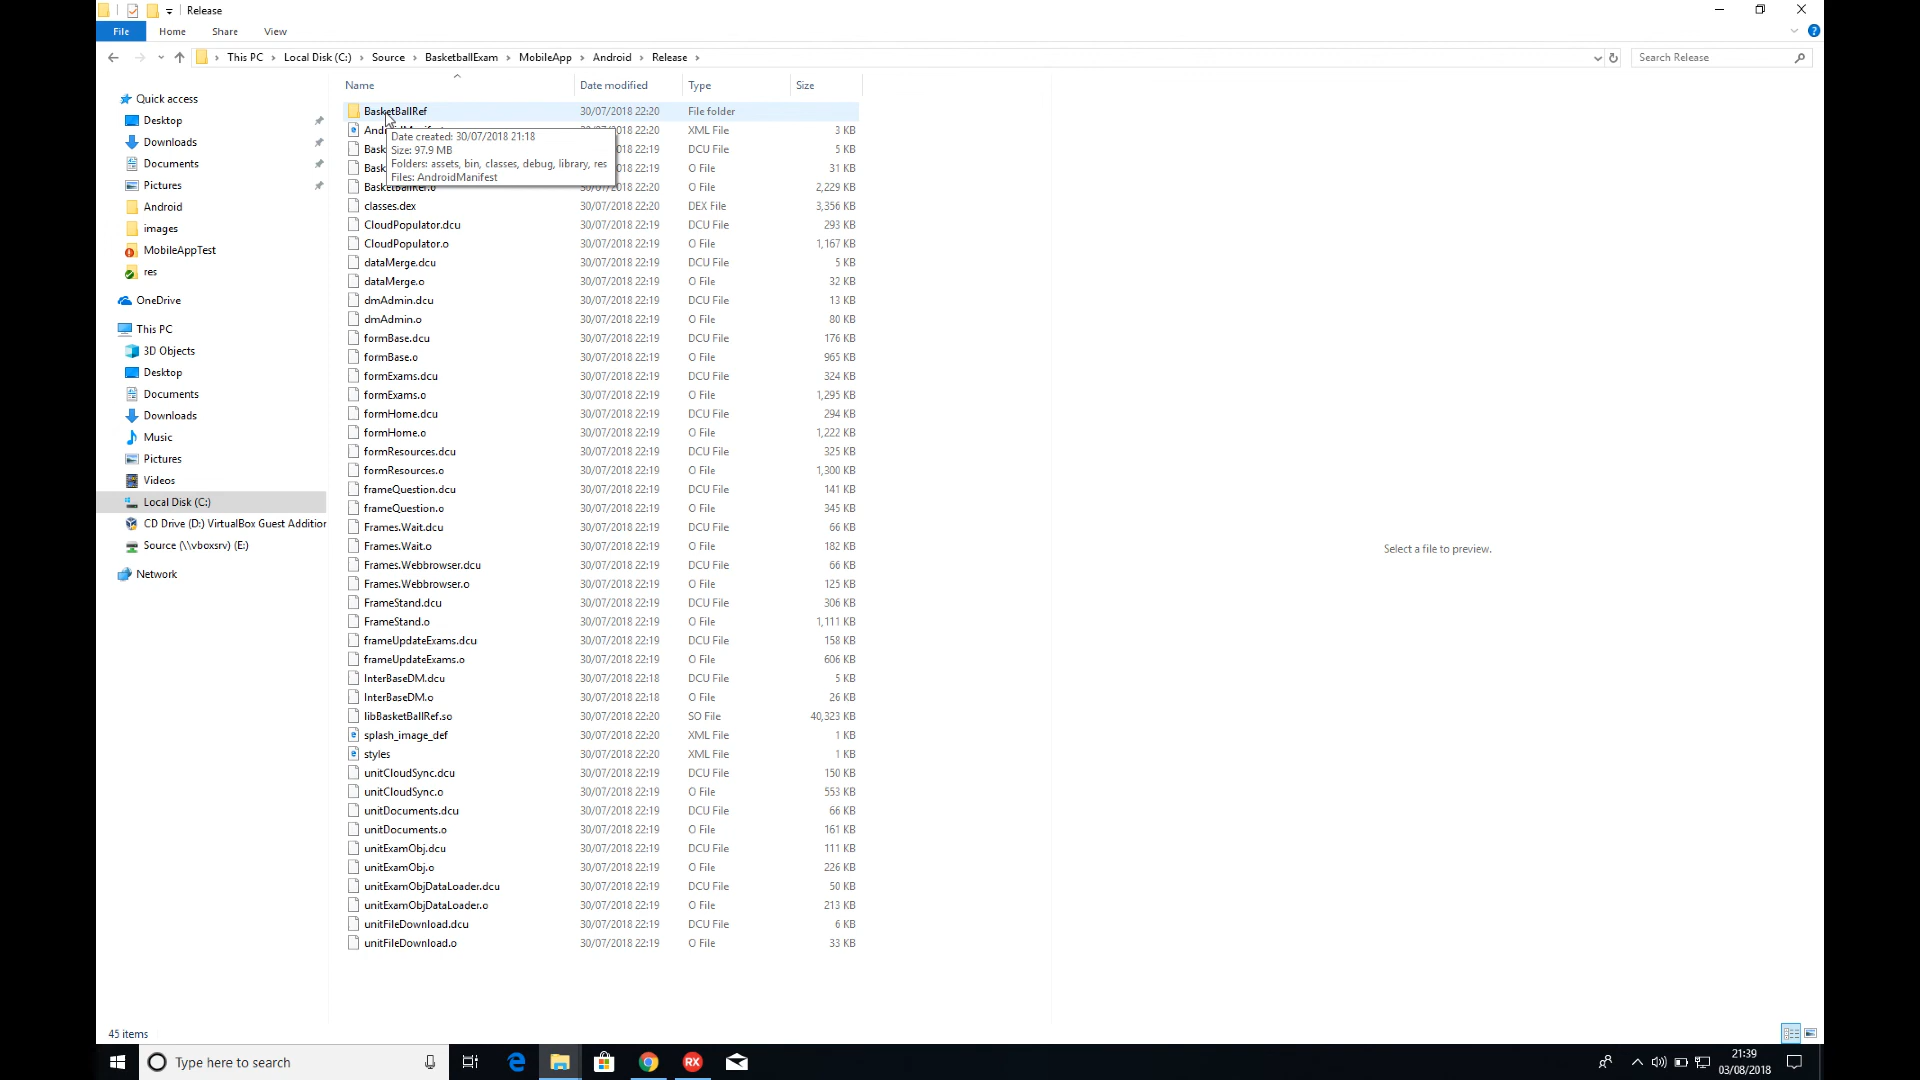 Release
File Home Share View
This PC Local Disk (C:) Source BasketballExam MobileApp Android Release Search Release
Name Date modified Type Size
Quick access
Desktop
Downloads
Documents
Pictures
Android
images
MobileAppTest
res
OneDrive
This PC
3D Objects
Desktop
Documents
Downloads
Music
Pictures
Videos
Local Disk (C:)
CD Drive (D:) VirtualBox Guest Addition
Source (\\vboxsrv) (E:)
Network
BasketBallRef 30/07/2018 22:20 File folder
30/07/2018 22:20 XML File 3 KB
Bask 30/07/2018 22:20 DCU File 5 KB
Bask 30/07/2018 22:20 O File 31 KB
BasketBallRef.o 30/07/2018 22:20 O File 2,229 KB
Date created: 30/07/2018 21:18
Size: 97.9 MB
Folders: assets, bin, classes, debug, library, res
Files: AndroidManifest
classes.dex 30/07/2018 22:20 DEX File 3,356 KB
CloudPopulator.dcu 30/07/2018 22:19 DCU File 293 KB
CloudPopulator.o 30/07/2018 22:19 O File 1,167 KB
dataMerge.dcu 30/07/2018 22:19 DCU File 5 KB
dataMerge.o 30/07/2018 22:19 O File 32 KB
dmAdmin.dcu 30/07/2018 22:19 DCU File 13 KB
dmAdmin.o 30/07/2018 22:19 O File 80 KB
formBase.dcu 30/07/2018 22:19 DCU File 176 KB
formBase.o 30/07/2018 22:19 O File 965 KB
formExams.dcu 30/07/2018 22:19 DCU File 324 KB
formExams.o 30/07/2018 22:19 O File 1,295 KB
formHome.dcu 30/07/2018 22:19 DCU File 294 KB
formHome.o 30/07/2018 22:19 O File 1,222 KB
formResources.dcu 30/07/2018 22:19 DCU File 325 KB
formResources.o 30/07/2018 22:19 O File 1,300 KB
frameQuestion.dcu 30/07/2018 22:19 DCU File 141 KB
frameQuestion.o 30/07/2018 22:19 O File 345 KB
Frames.Wait.dcu 30/07/2018 22:19 DCU File 66 KB
Frames.Wait.o 30/07/2018 22:19 O File 182 KB
Frames.Webbrowser.dcu 30/07/2018 22:19 DCU File 66 KB
Frames.Webbrowser.o 30/07/2018 22:19 O File 125 KB
FrameStand.dcu 30/07/2018 22:19 DCU File 306 KB
FrameStand.o 30/07/2018 22:19 O File 1,111 KB
frameUpdateExams.dcu 30/07/2018 22:19 DCU File 158 KB
frameUpdateExams.o 30/07/2018 22:19 O File 606 KB
InterBaseDM.dcu 30/07/2018 22:18 DCU File 5 KB
InterBaseDM.o 30/07/2018 22:18 O File 26 KB
libBasketBallRef.so 30/07/2018 22:20 SO File 40,323 KB
splash_image_def 30/07/2018 22:20 XML File 1 KB
styles 30/07/2018 22:20 XML File 1 KB
unitCloudSync.dcu 30/07/2018 22:19 DCU File 150 KB
unitCloudSync.o 30/07/2018 22:19 O File 553 KB
unitDocuments.dcu 30/07/2018 22:19 DCU File 66 KB
unitDocuments.o 30/07/2018 22:19 O File 161 KB
unitExamObj.dcu 30/07/2018 22:19 DCU File 111 KB
unitExamObj.o 30/07/2018 22:19 O File 226 KB
unitExamObjDataLoader.dcu 30/07/2018 22:19 DCU File 50 KB
unitExamObjDataLoader.o 30/07/2018 22:19 O File 213 KB
unitFileDownload.dcu 30/07/2018 22:19 DCU File 6 KB
unitFileDownload.o 30/07/2018 22:19 O File 33 KB
Select a file to preview.
45 items
Type here to search
RX
21:39
03/08/2018